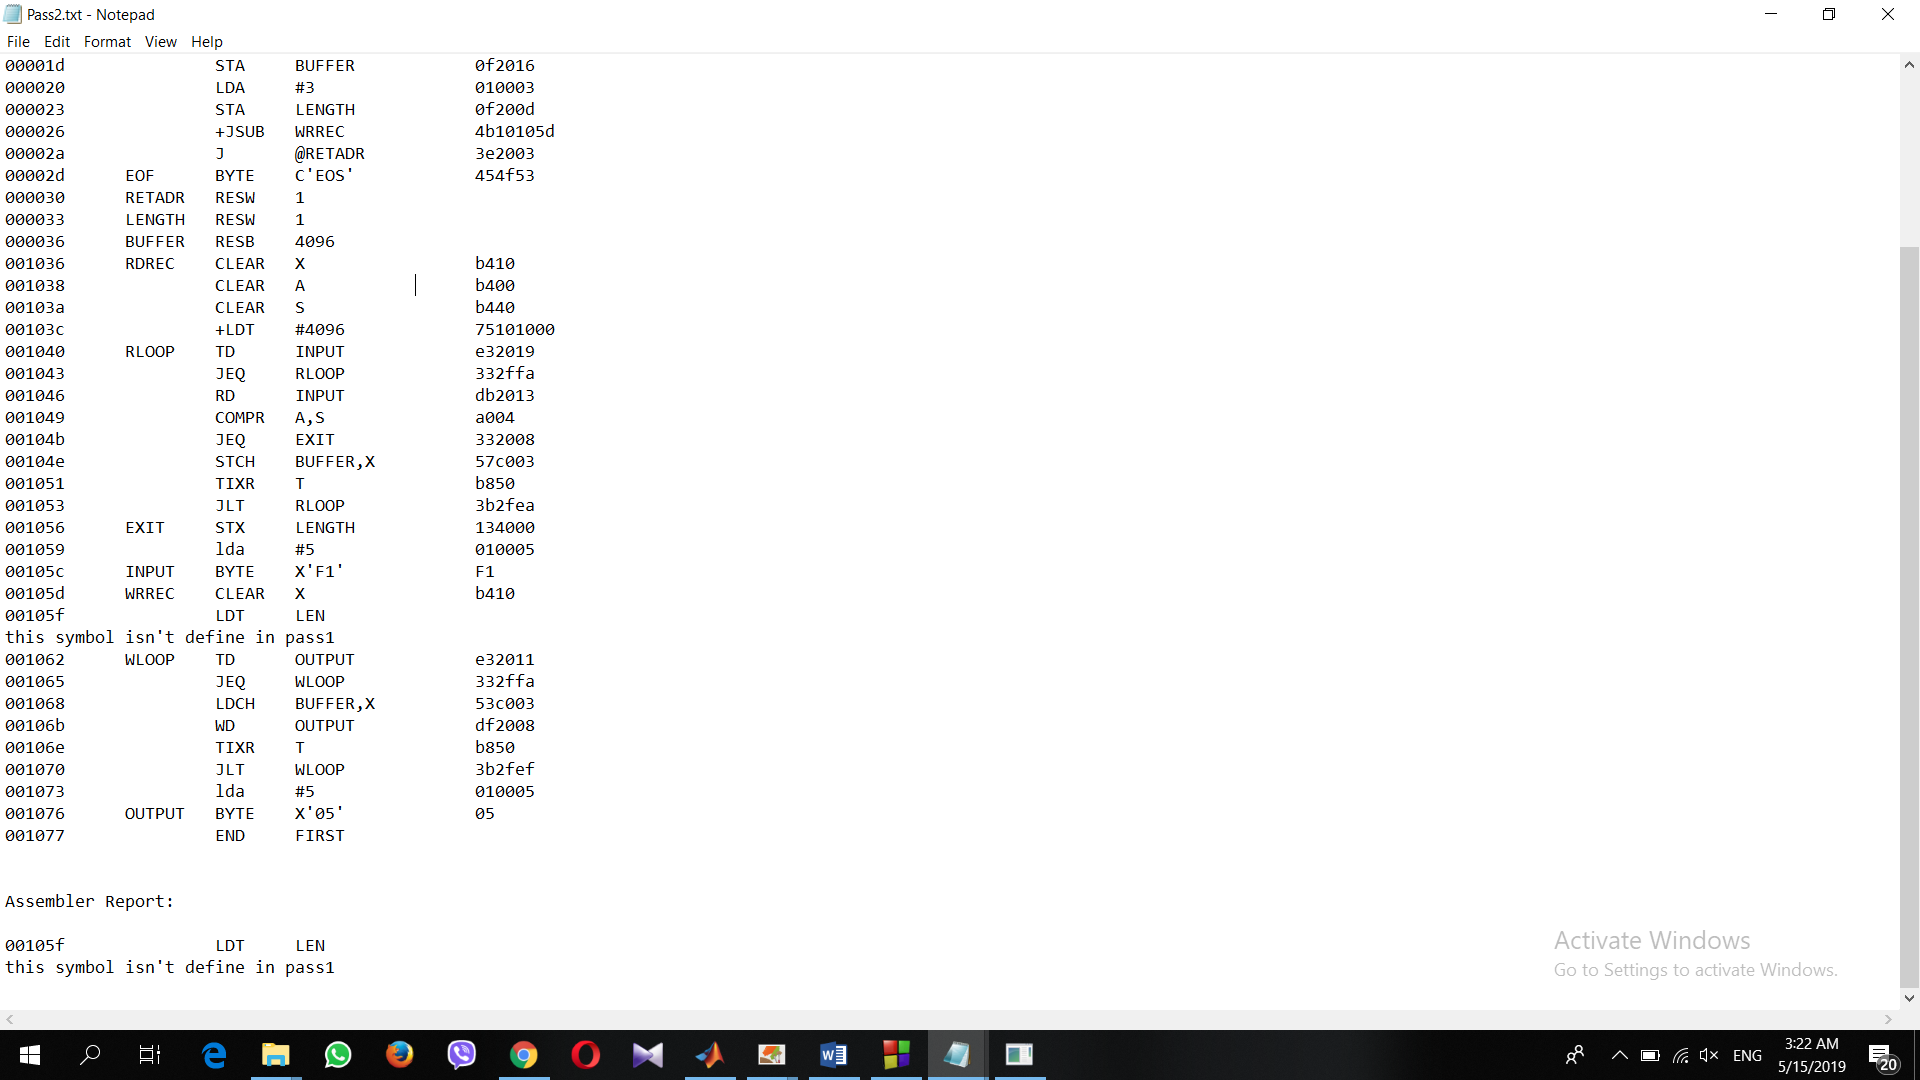 Pass2.txt - Notepad
File Edit Format View Help
00001d STA BUFFER 0f2016
000020 LDA #3 010003
000023 STA LENGTH 0f200d
000026 +JSUB WRREC 4b10105d
00002a J @RETADR 3e2003
00002d EOF BYTE C'EOS' 454f53
000030 RETADR RESW 1
000033 LENGTH RESW 1
000036 BUFFER RESB 4096
001036 RDREC CLEAR X b410
001038 CLEAR A b400
00103a CLEAR S b440
00103c +LDT #4096 75101000
001040 RLOOP TD INPUT e32019
001043 JEQ RLOOP 332ffa
001046 RD INPUT db2013
001049 COMPR A,S a004
00104b JEQ EXIT 332008
00104e STCH BUFFER,X 57c003
001051 TIXR T b850
001053 JLT RLOOP 3b2fea
001056 EXIT STX LENGTH 134000
001059 lda #5 010005
00105c INPUT BYTE X'F1' F1
00105d WRREC CLEAR X b410
00105f LDT LEN
this symbol isn't define in pass1
001062 WLOOP TD OUTPUT e32011
001065 JEQ WLOOP 332ffa
001068 LDCH BUFFER,X 53c003
00106b WD OUTPUT df2008
00106e TIXR T b850
001070 JLT WLOOP 3b2fef
001073 lda #5 010005
001076 OUTPUT BYTE X'05' 05
001077 END FIRST
Assembler Report:
00105f LDT LEN
this symbol isn't define in pass1
Activate Windows
Go to Settings to activate Windows.
ENG
3:22 AM
5/15/2019
20